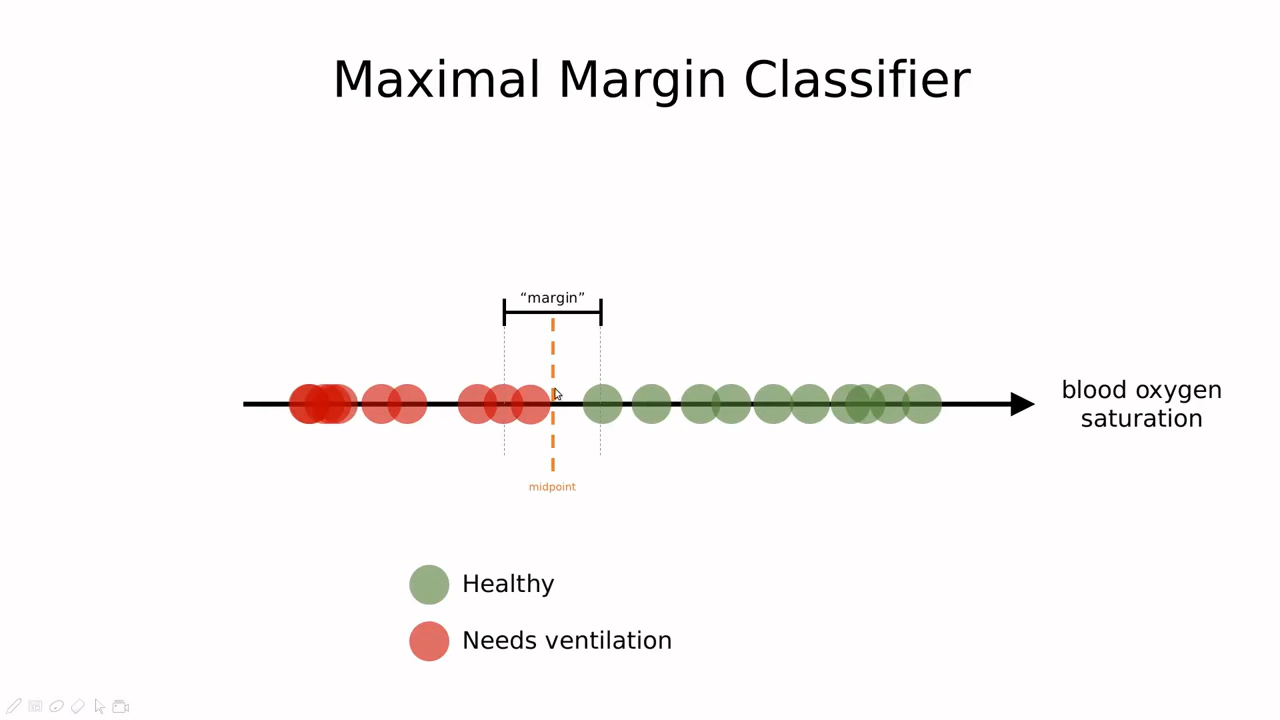 Maximal Margin Classifier
“margin”
blood oxygen
saturation
midpoint
Healthy
Needs ventilation